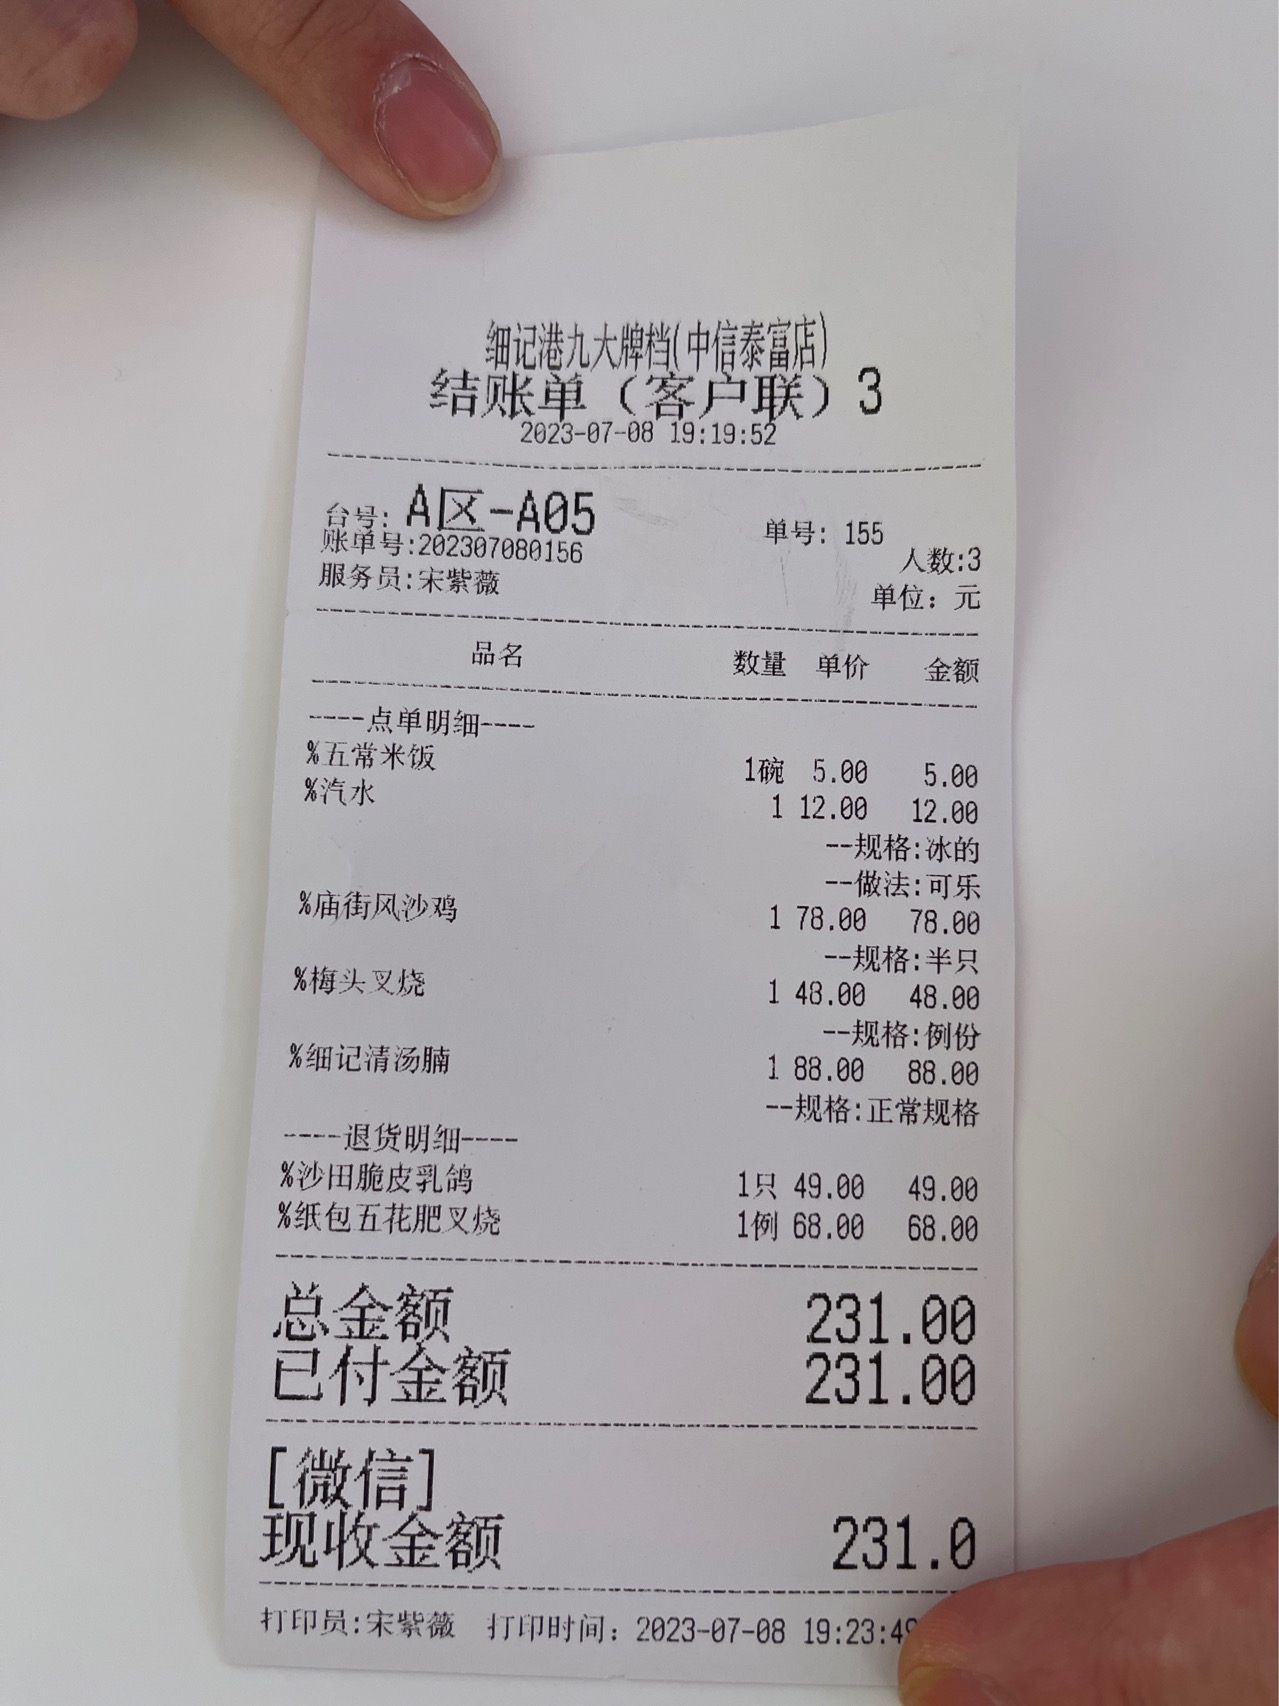 细记港九大牌档(中信泰富店)
结账单（客户联）3
2023-07-08 19:19:52
台号: A区-A05 单号: 155
账单号:202307080156 人数:3
服务员:宋紫薇 单位: 元
品名 数量 单价 金额
----点单明细----
%五常米饭 1碗 5.00 5.00
%汽水 1 12.00 12.00
--规格:冰的
--做法:可乐
%庙街风沙鸡 1 78.00 78.00
--规格:半只
%梅头叉烧 1 48.00 48.00
--规格:例份
%细记清汤腩 1 88.00 88.00
--规格:正常规格
----退货明细----
%沙田脆皮乳鸽 1只 49.00 49.00
%纸包五花肥叉烧 1例 68.00 68.00
总金额 231.00
已付金额 231.00
[微信]
现收金额 231.0
打印员:宋紫薇 打印时间: 2023-07-08 19:23:49